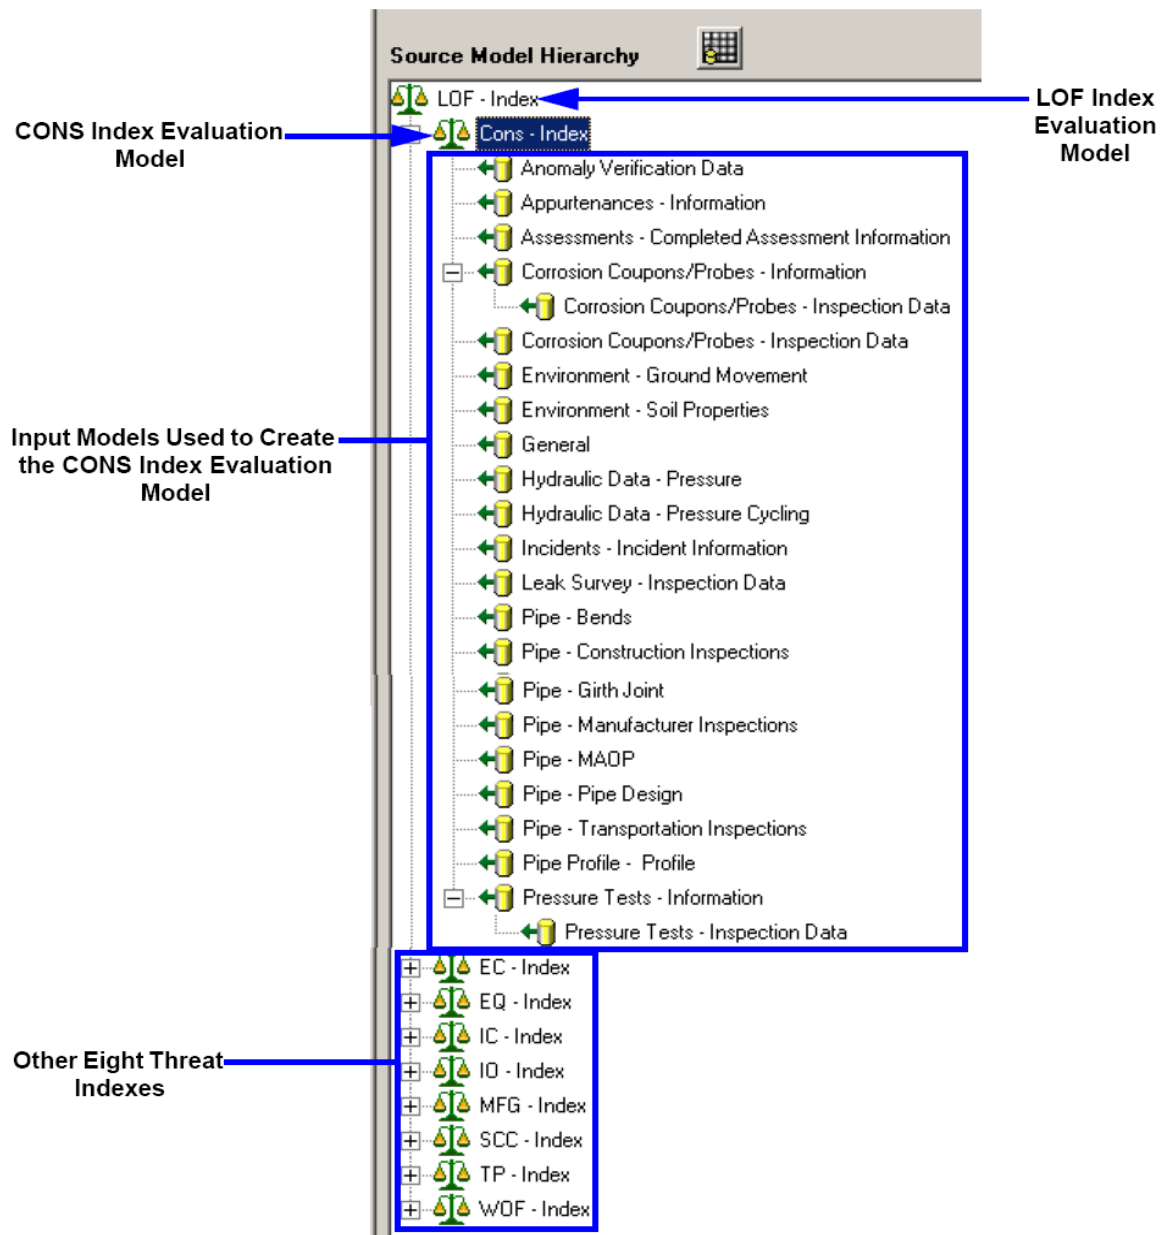 Source Model Hierarchy
LOF - Index
LOF Index
Evaluation
Model
CONS Index Evaluation
Model
Cons - Index
Anomaly Verification Data
Appurtenances - Information
Assessments - Completed Assessment Information
Corrosion Coupons/Probes - Information
Corrosion Coupons/Probes - Inspection Data
Corrosion Coupons/Probes - Inspection Data
Environment - Ground Movement
Environment - Soil Properties
Input Models Used to Create
the CONS Index Evaluation
Model
General
Hydraulic Data - Pressure
Hydraulic Data - Pressure Cycling
Incidents - Incident Information
Leak Survey - Inspection Data
Pipe - Bends
Pipe - Construction Inspections
Pipe - Girth Joint
Pipe - Manufacturer Inspections
Pipe - MAOP
Pipe - Pipe Design
Pipe - Transportation Inspections
Pipe Profile - Profile
Pressure Tests - Information
Pressure Tests - Inspection Data
Other Eight Threat
Indexes
EC - Index
EQ - Index
IC - Index
IO - Index
MFG - Index
SCC - Index
TP - Index
WOF - Index